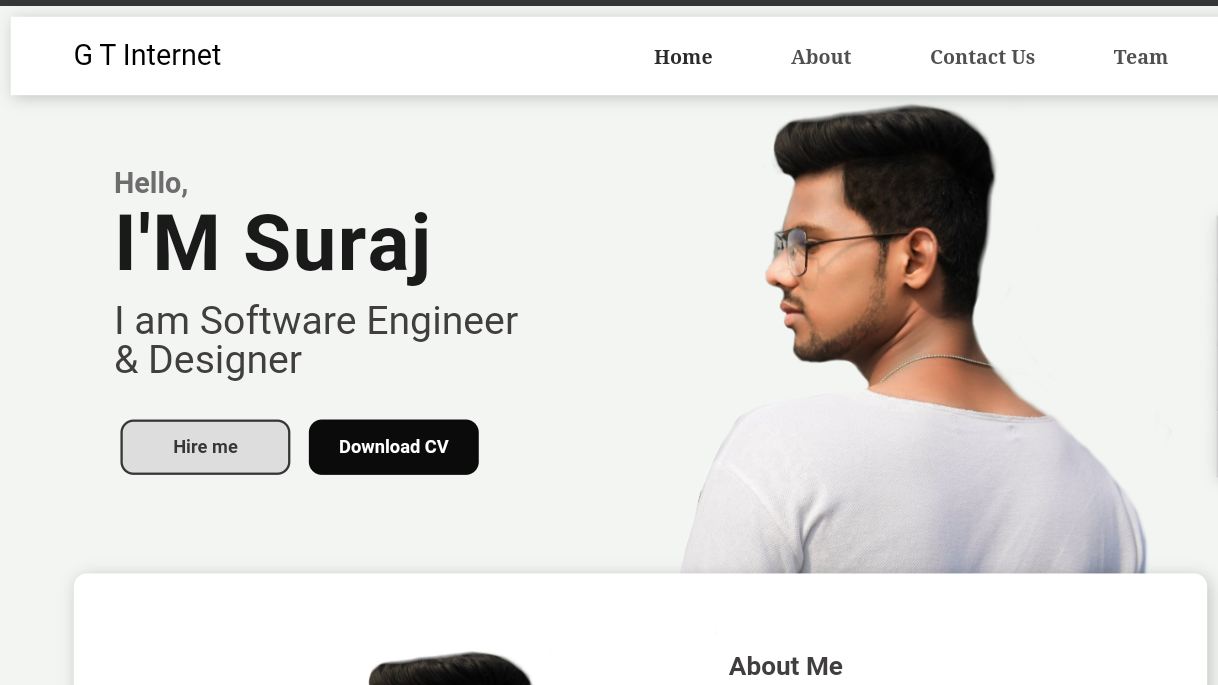 G T Internet
Home About Contact Us Team
Hello,
I'M Suraj
I am Software Engineer
& Designer
Hire me Download CV
About Me